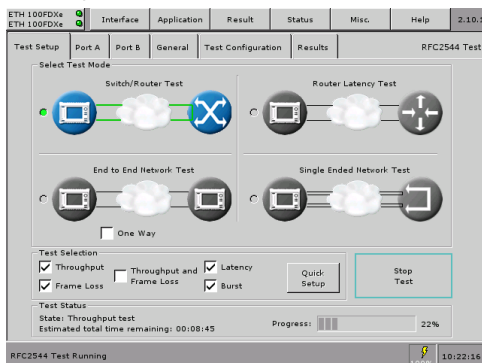 ETH 100FDXe
ETH 100FDXe
Interface Application Result Status Misc. Help 2.10.1
Test Setup Port A Port B General Test Configuration Results RFC2544 Test
Select Test Mode
Switch/Router Test
Router Latency Test
End to End Network Test
Single Ended Network Test
One Way
Test Selection
Throughput
Frame Loss
Throughput and
Frame Loss
Latency
Burst
Quick
Setup
Stop
Test
Test Status
State: Throughput test
Estimated total time remaining: 00:08:45
Progress: 22%
RFC2544 Test Running
100%
10:22:16